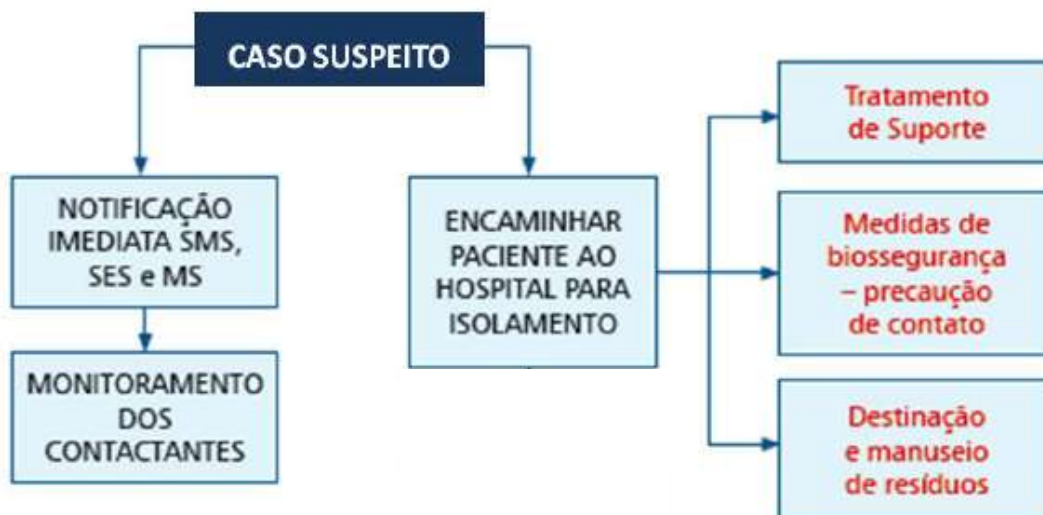 CASO SUSPEITO
NOTIFICAÇÃO
IMEDIATA SMS,
SES e MS
MONITORAMENTO
DOS
CONTACTANTES
ENCAMINHAR
PACIENTE AO
HOSPITAL PARA
ISOLAMENTO
Tratamento
de Suporte
Medidas de
biossegurança
– precaução
de contato
Destinação
e manuseio
de resíduos